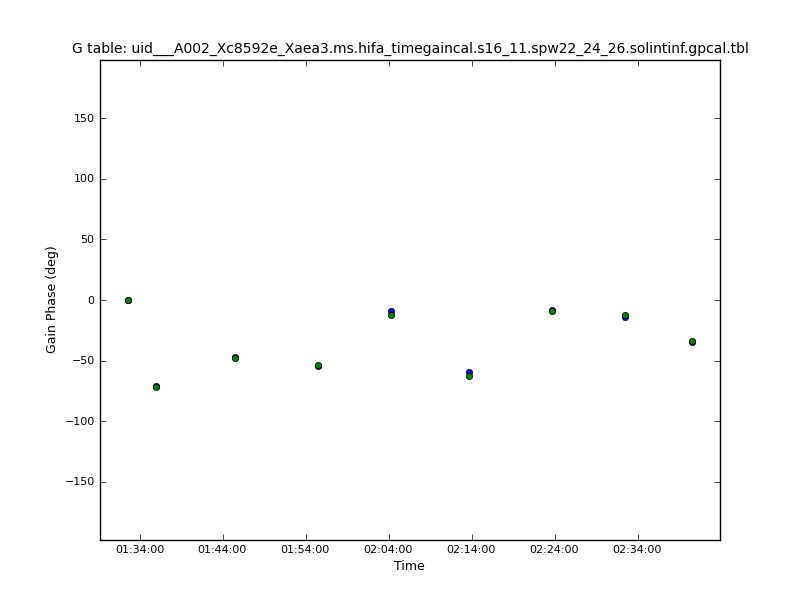 G table: uid___A002_Xc8592e_Xaea3.ms.hifa_timegaincal.s16_11.spw22_24_26.solintinf.gpcal.tbl
150
100
50
0
−50
−100
−150
Gain Phase (deg)
01:34:00 01:44:00 01:54:00 02:04:00 02:14:00 02:24:00 02:34:00
Time